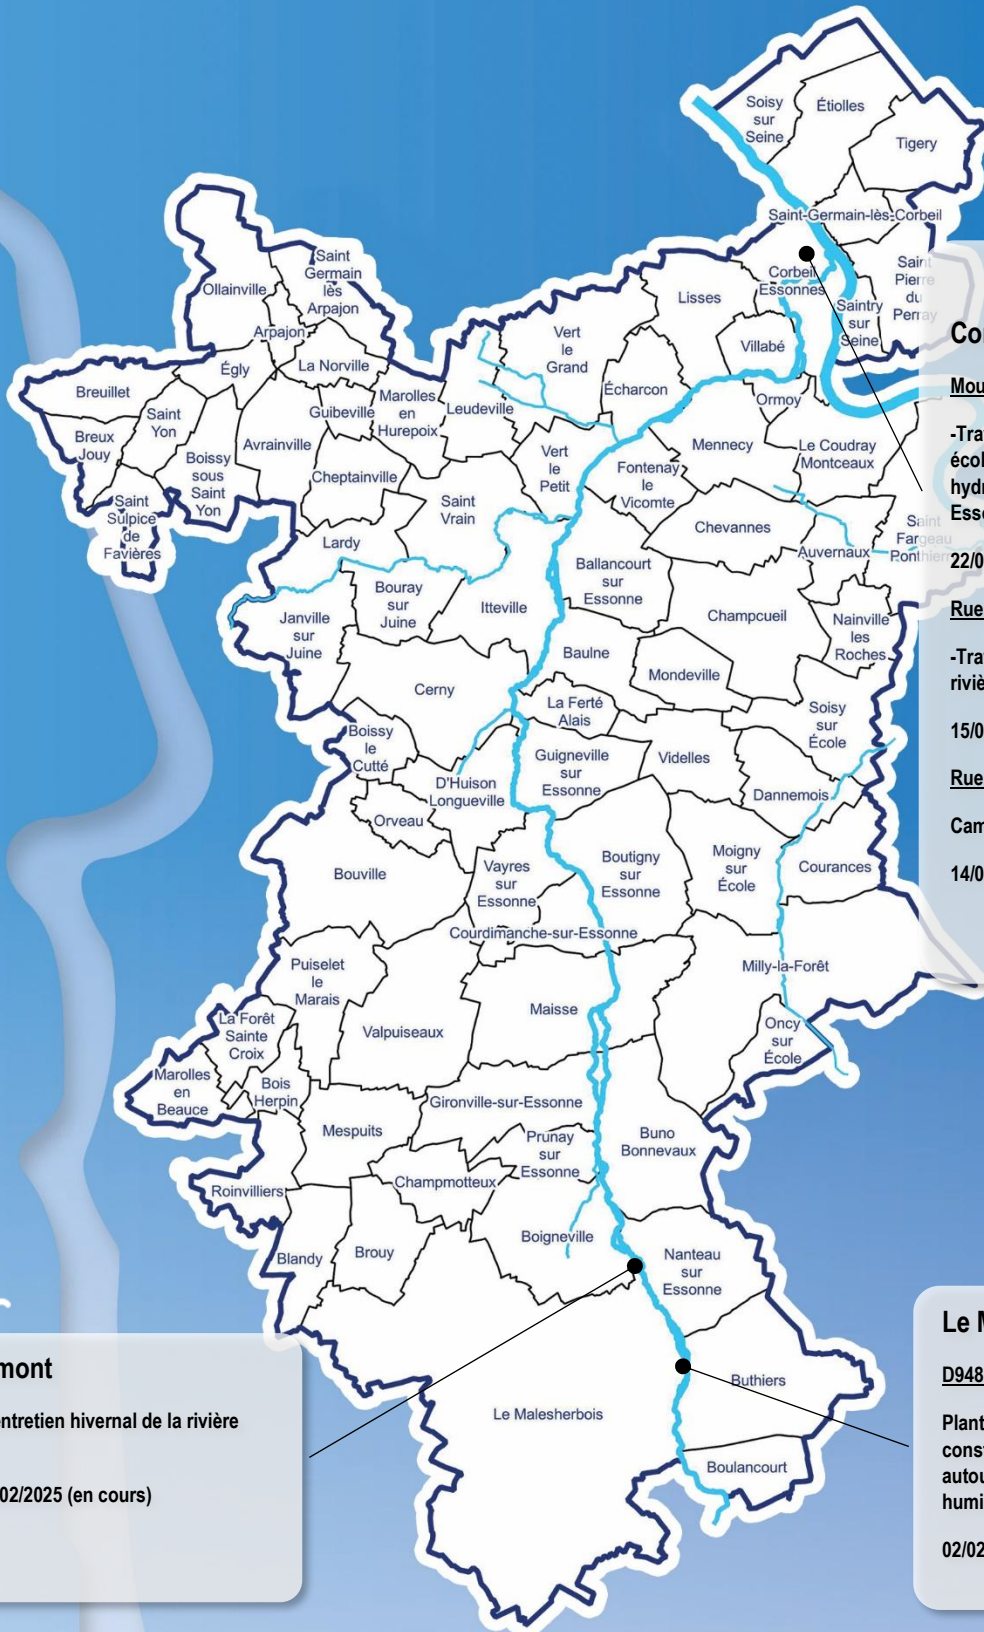 Soisy
sur
Seine
Étiolles
Tigery
Saint-Germain-lès-Corbeil
Saint
Pierre
du
Perray
Corbeil
Essonnes
Saintry
sur
Seine
Lisses
Villabé
Ormoy
Vert
le
Grand
Écharcon
Ollainville
Saint
Germain
lès
Arpajon
Arpajon
La Norville
Égly
Breuillet
Breux
Jouy
Saint
Yon
Boissy
sous
Saint
Yon
Saint
Sulpice
de
Favières
Avrainville
Guibeville
Marolles
en
Hurepoix
Leudeville
Cheptainville
Vert
le
Petit
Fontenay
le
Vicomte
Mennecy
Le Coudray
Montceaux
Saint
Vrain
Lardy
Chevannes
Auvernaux
Saint
Fargeau
Ponthierry
Janville
sur
Juine
Bouray
sur
Juine
Itteville
Ballancourt
sur
Essonne
Champcueil
Nainville
les
Roches
Baulne
Mondeville
Cerny
La Ferté
Alais
Soisy
sur
École
Boissy
le
Cutté
D'Huison
Longueville
Guigneville
sur
Essonne
Videlles
Dannemois
Orveau
Bouville
Vayres
sur
Essonne
Boutigny
sur
Essonne
Moigny
sur
École
Courances
Courdimanche-sur-Essonne
Milly-la-Forêt
Puiselet
le
Marais
Valpuiseaux
Maisse
Oncy
sur
École
La Forêt
Sainte
Croix
Marolles
en
Beauce
Bois
Herpin
Mespuits
Gironville-sur-Essonne
Prunay
sur
Essonne
Buno
Bonnevaux
Champmotteux
Roinvilliers
Blandy
Brouy
Boigneville
Nanteau
sur
Essonne
Buthiers
Le Malesherbois
Boulancourt
-Tra
22/0
Rue
-Tra
15/0
Rue
14/0
mont
entretien hivernal de la rivière
02/2025 (en cours)
Le M
D948
Plant
const
autou
humi
02/02